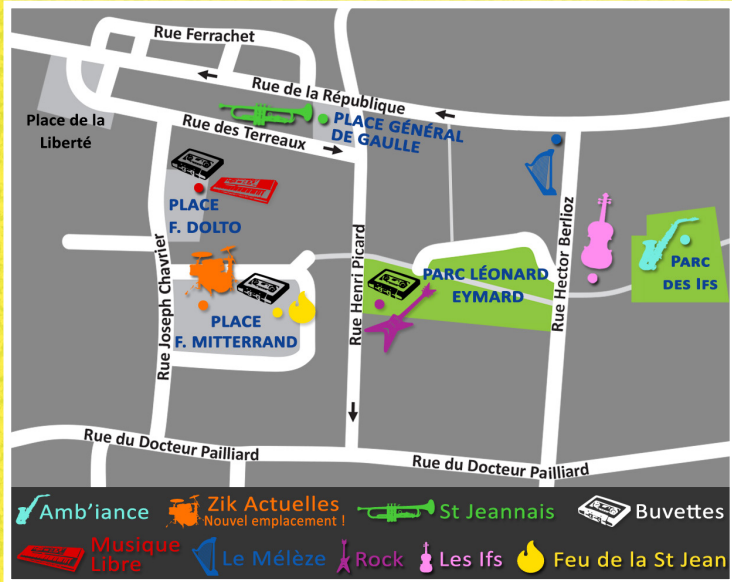 Rue Ferrachet
Rue de la République
Place de la
Liberté
Rue des Terreaux
PLACE GÉNÉRAL
DE GAULLE
PLACE
F. DOLTO
Rue Joseph Chavrier
PLACE
F. MITTERRAND
Rue Henri Picard
PARC LÉONARD
EYMARD
Rue Hector Berlioz
PARC
DES IFS
Rue du Docteur Pailliard
Rue du Docteur Pailliard
Amb'iance
Zik Actuelles
Nouvel emplacement !
St Jeannais
Buvettes
Musique
Libre
Le Mélèze
Rock
Les Ifs
Feu de la St Jean